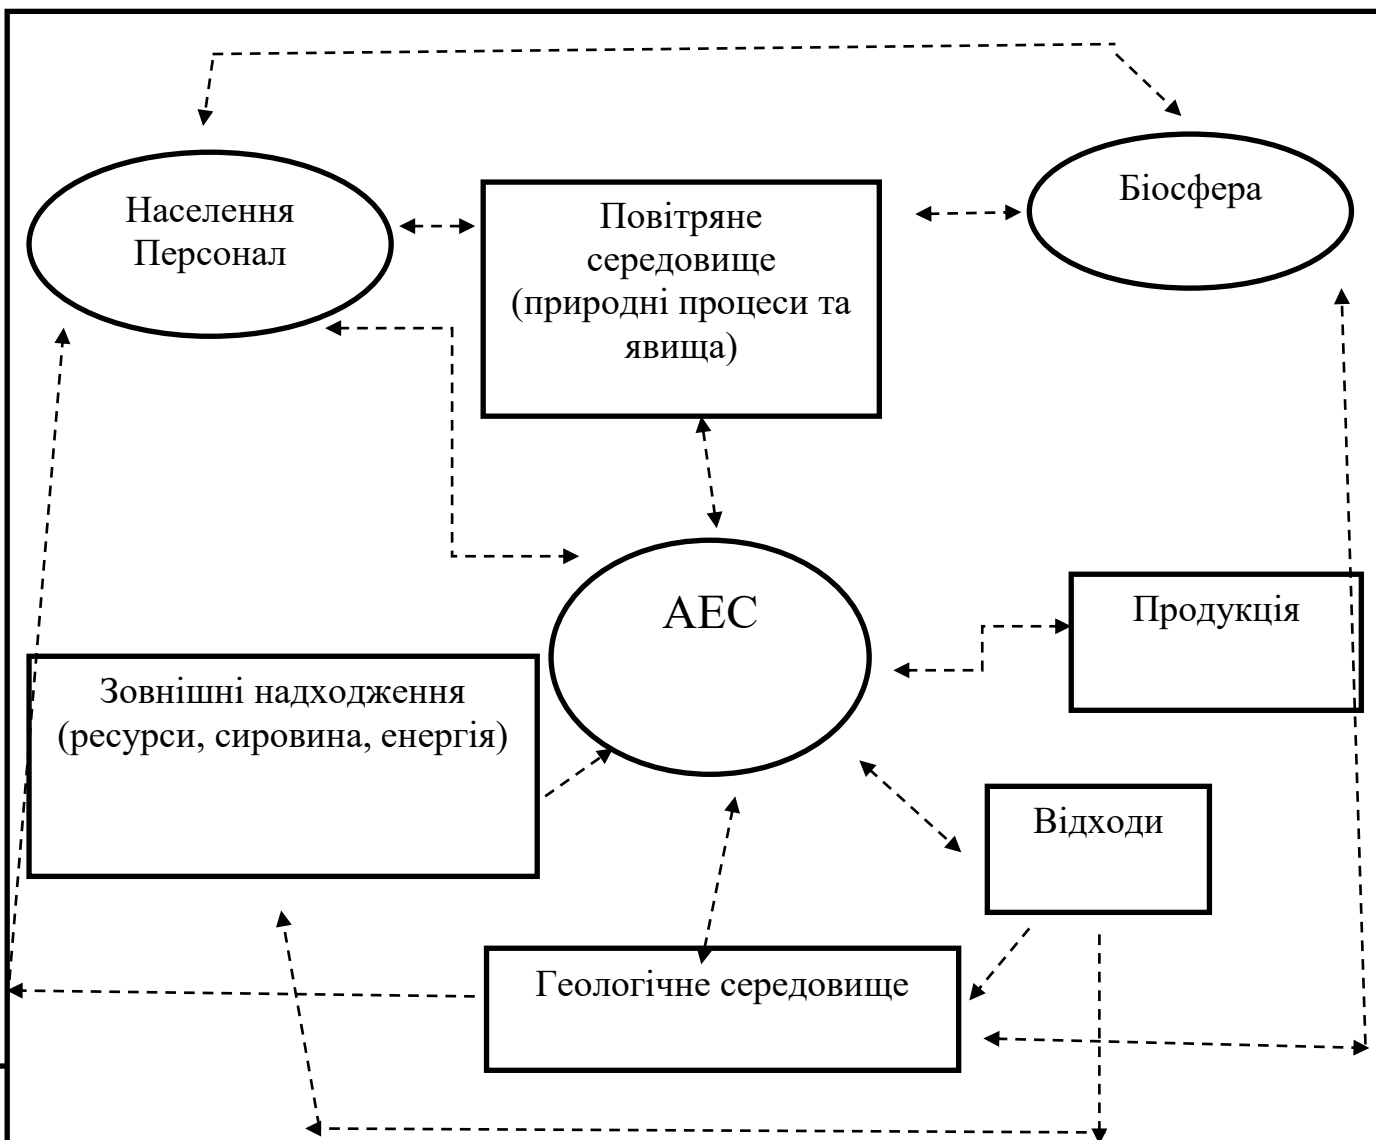 Населення
Персонал
Повітряне
середовище
(природні процеси та
явища)
Біосфера
АЕС
Продукція
Зовнішні надходження
(ресурси, сировина, енергія)
Відходи
Геологічне середовище